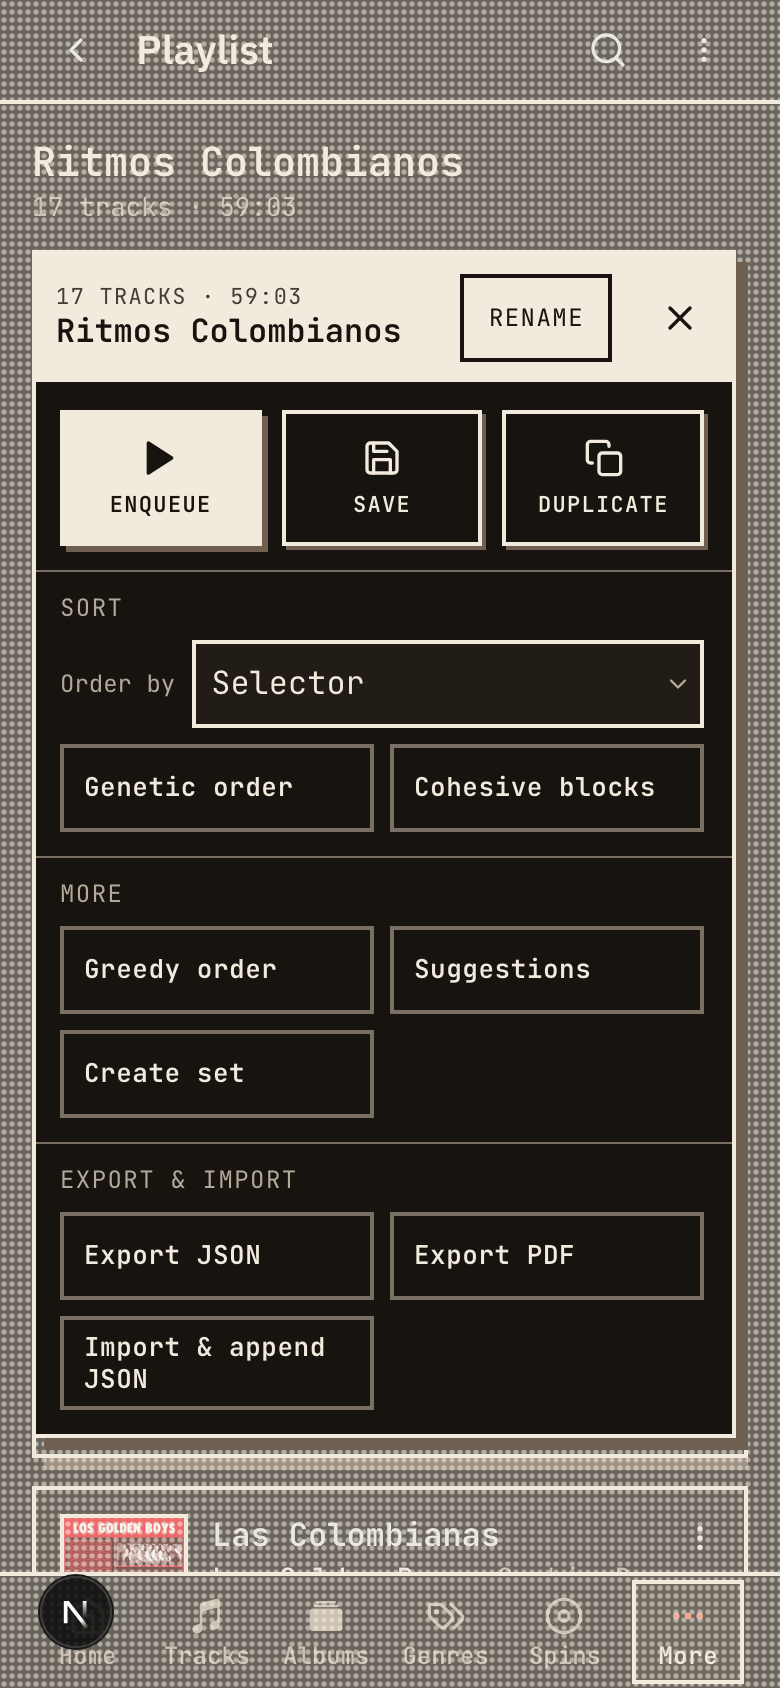 Playlist
Ritmos Colombianos
17 tracks · 59:03
17 TRACKS · 59:03
Ritmos Colombianos
RENAME
ENQUEUE
SAVE
DUPLICATE
SORT
Order by
Selector
Genetic order
Cohesive blocks
MORE
Greedy order
Suggestions
Create set
EXPORT & IMPORT
Export JSON
Export PDF
Import & append
JSON
LOS GOLDEN BOYS
Las Colombianas
N
Home
Tracks
Albums
Genres
Spins
More